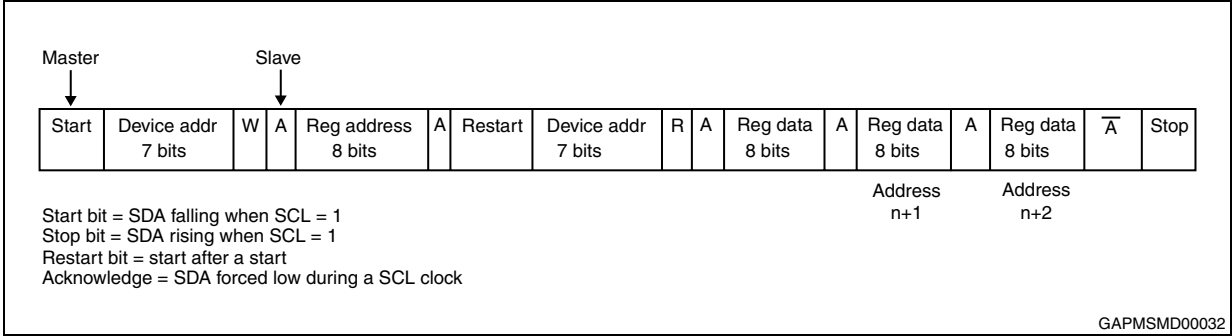 Master Slave
Start Device addr W A Reg address A Restart Device addr R A Reg data A Reg data A Reg data A̅ Stop
7 bits 8 bits 7 bits 8 bits 8 bits 8 bits
Address Address
n+1 n+2
Start bit = SDA falling when SCL = 1
Stop bit = SDA rising when SCL = 1
Restart bit = start after a start
Acknowledge = SDA forced low during a SCL clock
GAPMSMD00032